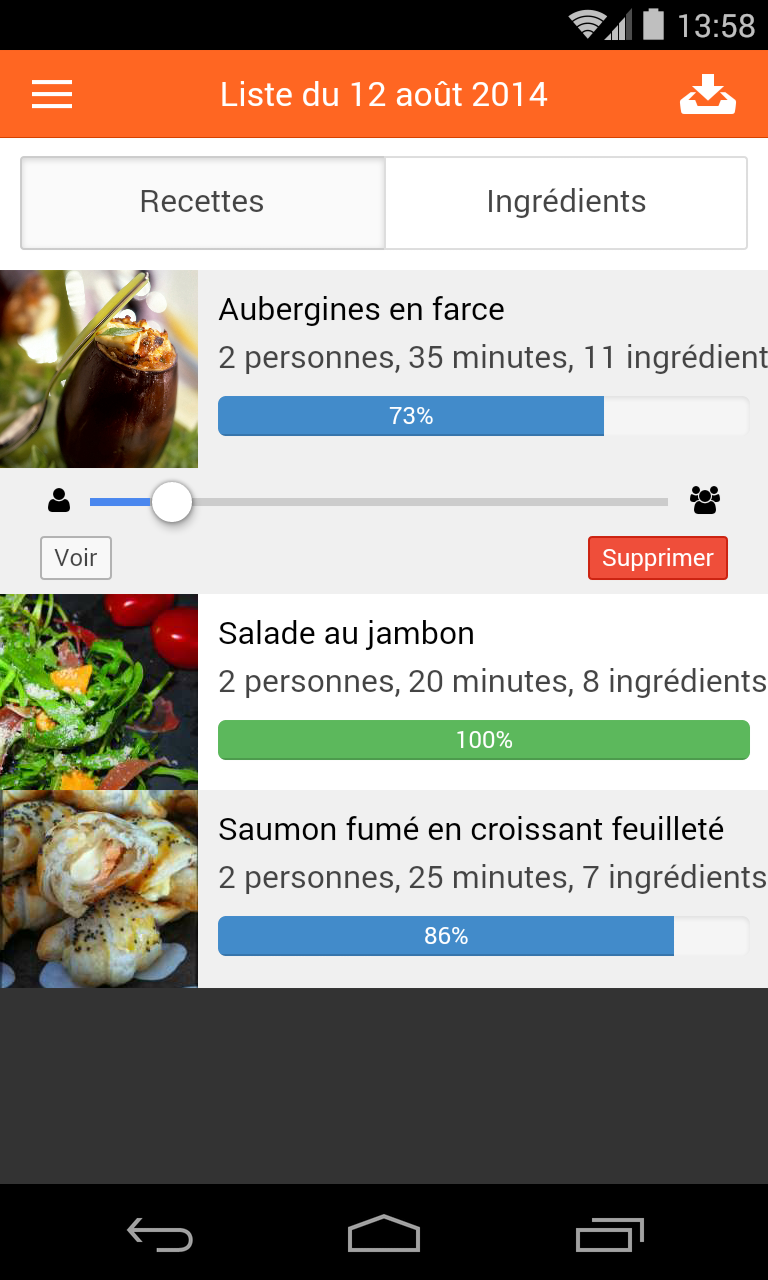 13:58
Liste du 12 août 2014
Recettes
Ingrédients
Aubergines en farce
2 personnes, 35 minutes, 11 ingrédient
73%
Voir
Supprimer
Salade au jambon
2 personnes, 20 minutes, 8 ingrédients
100%
Saumon fumé en croissant feuilleté
2 personnes, 25 minutes, 7 ingrédients
86%